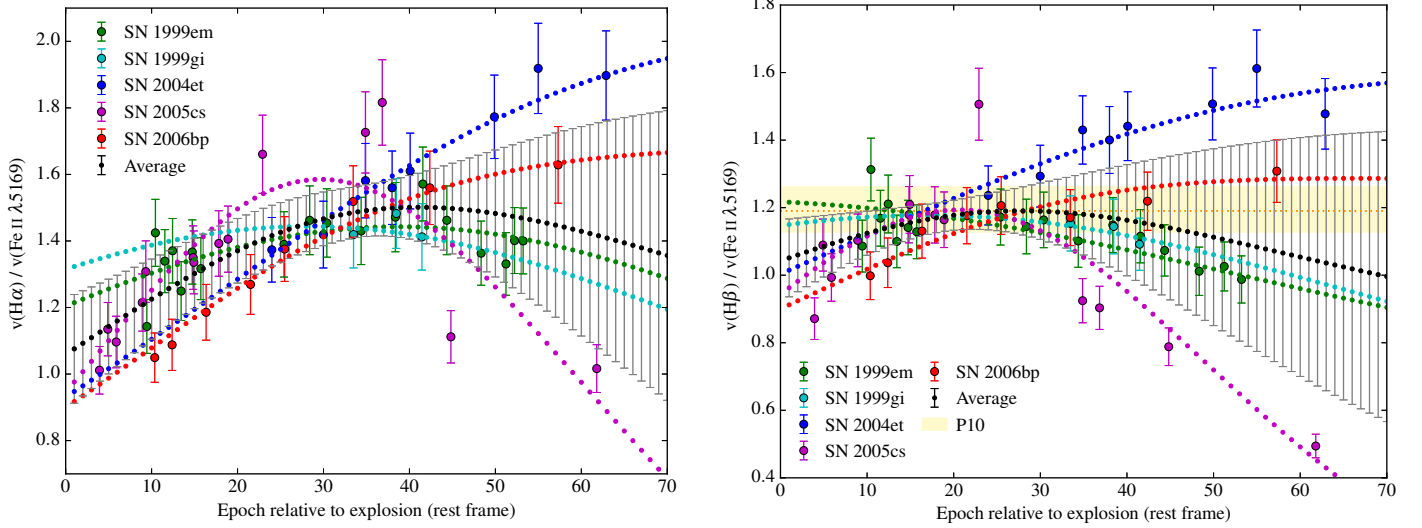 2.0
1.8
1.6
1.4
1.2
1.0
0.8
v(Hα) / v(Fe II λ5169)
SN 1999em
SN 1999gi
SN 2004et
SN 2005cs
SN 2006bp
Average
0 10 20 30 40 50 60 70
Epoch relative to explosion (rest frame)
1.8
1.6
1.4
1.2
1.0
0.8
0.6
0.4
v(Hβ) / v(Fe II λ5169)
SN 1999em
SN 1999gi
SN 2004et
SN 2005cs
SN 2006bp
Average
P10
0 10 20 30 40 50 60 70
Epoch relative to explosion (rest frame)